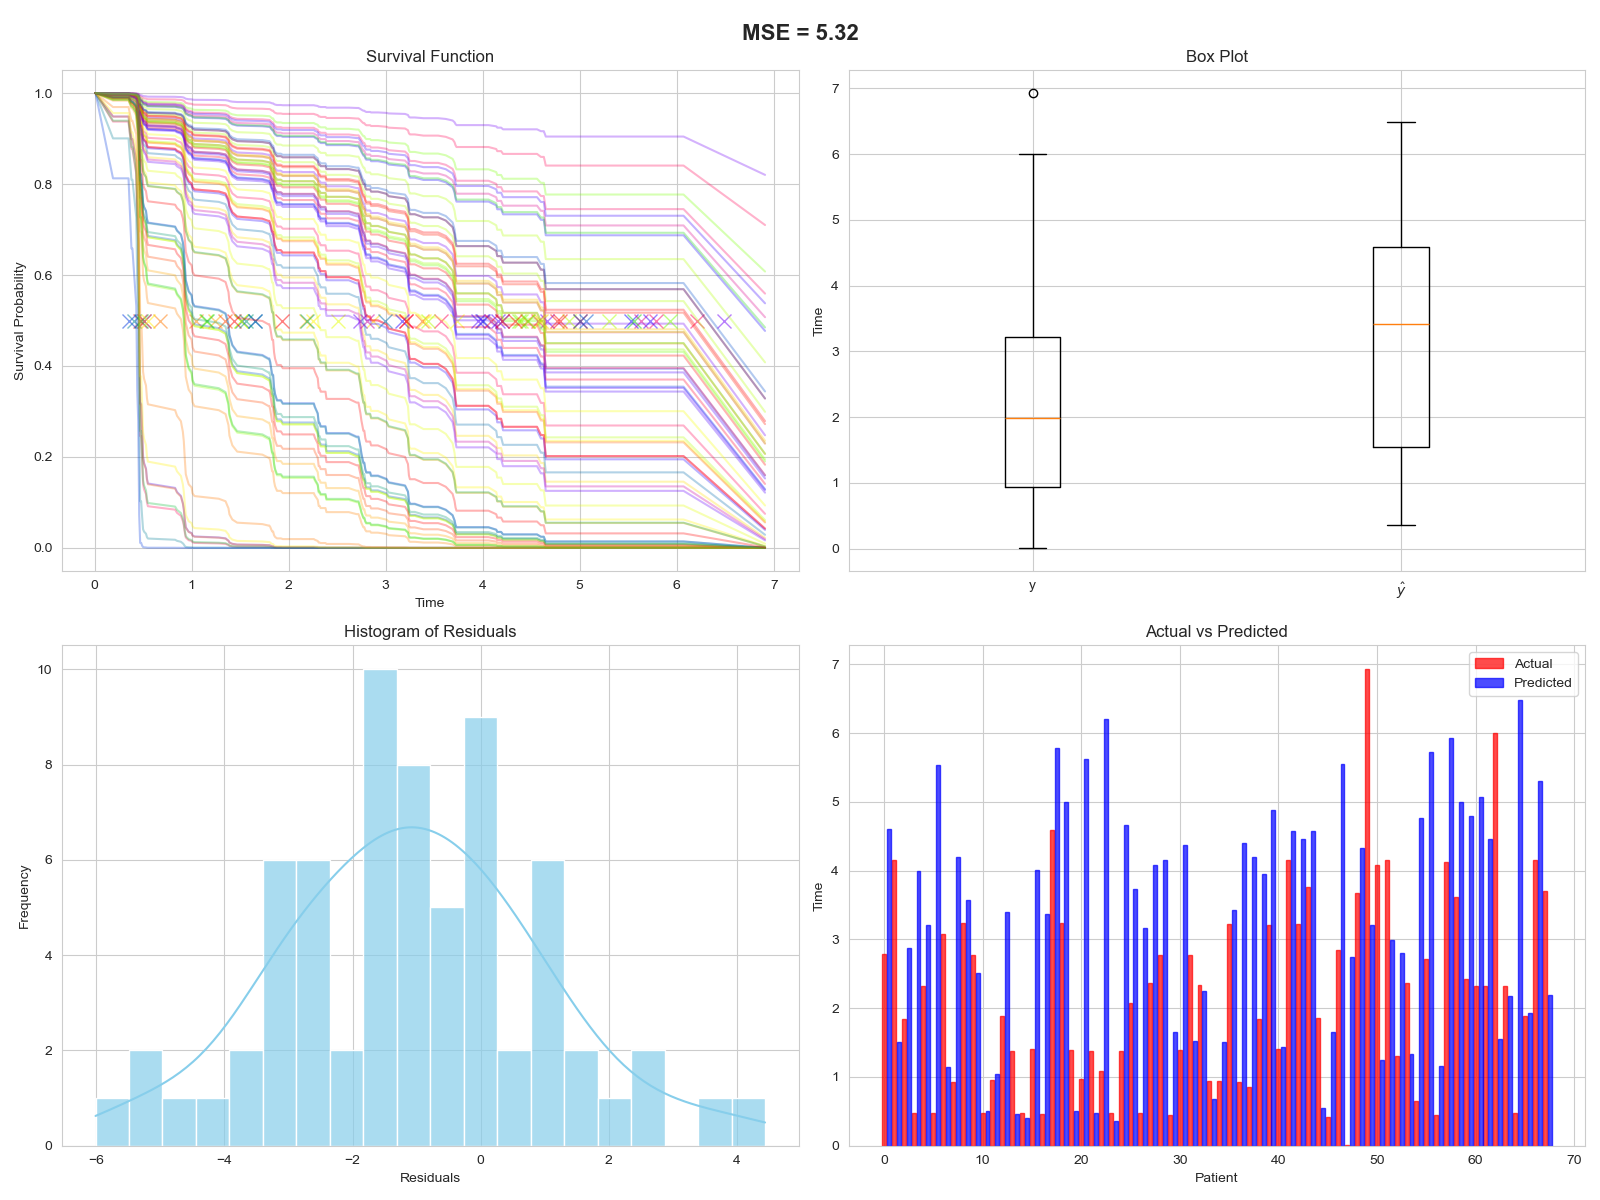 MSE = 5.32
Survival Function
1.0
0.8
0.6
0.4
0.2
0.0
Survival Probability
0 1 2 3 4 5 6 7
Time
Box Plot
7
6
5
4
3
2
1
0
Time
y ŷ
Histogram of Residuals
10
8
6
4
2
0
Frequency
−6 −4 −2 0 2 4
Residuals
Actual vs Predicted
Actual
Predicted
7
6
5
4
3
2
1
0
Time
0 10 20 30 40 50 60 70
Patient